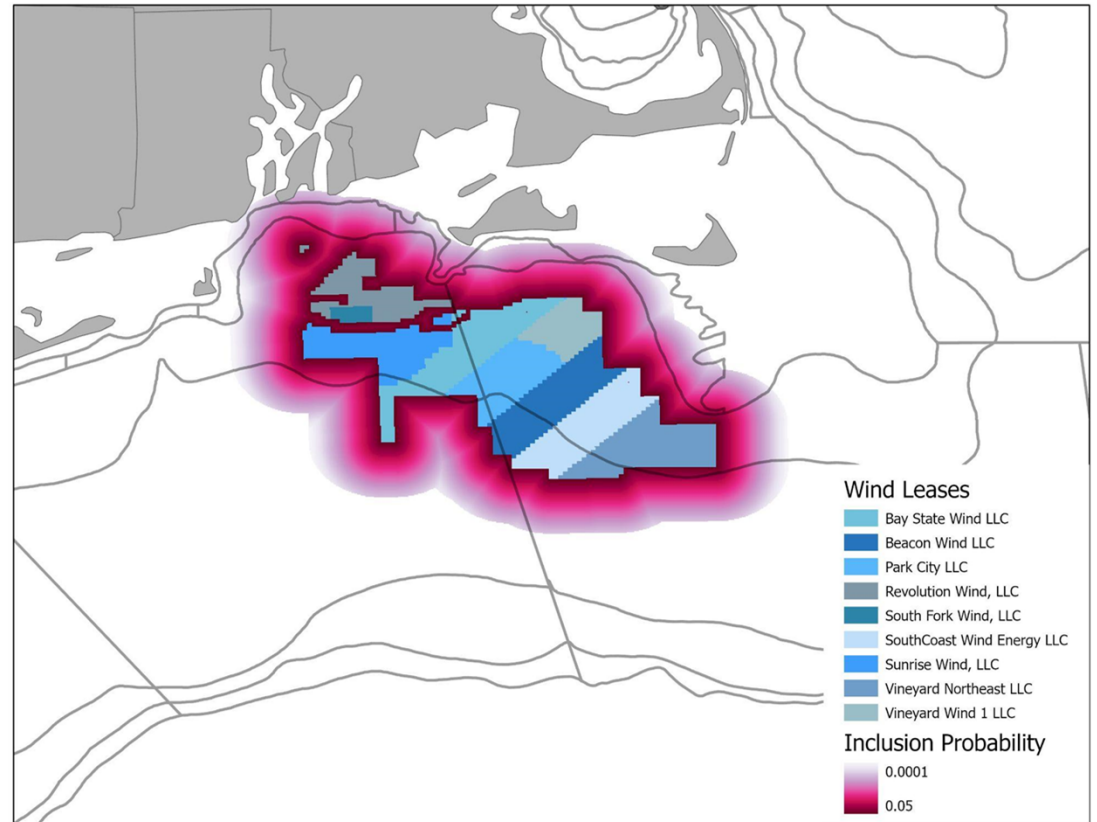 Wind Leases
Bay State Wind LLC
Beacon Wind LLC
Park City LLC
Revolution Wind, LLC
South Fork Wind, LLC
SouthCoast Wind Energy LLC
Sunrise Wind, LLC
Vineyard Northeast LLC
Vineyard Wind 1 LLC
Inclusion Probability
0.0001
0.05